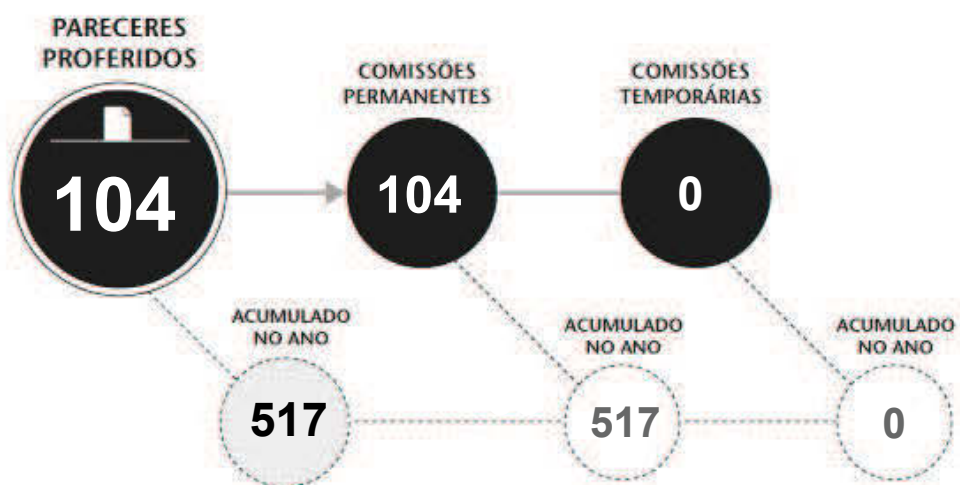 PARECERES
PROFERIDOS
104
COMISSÕES
PERMANENTES
104
COMISSÕES
TEMPORÁRIAS
0
ACUMULADO
NO ANO
517
ACUMULADO
NO ANO
517
ACUMULADO
NO ANO
0